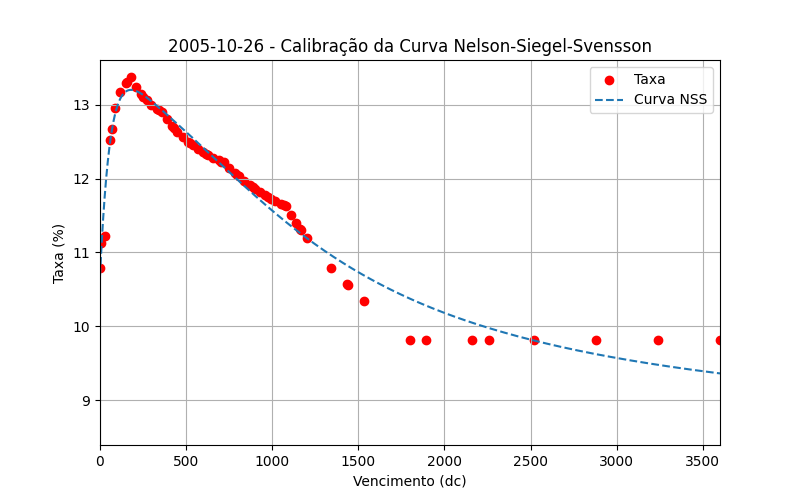 2005-10-26 - Calibração da Curva Nelson-Siegel-Svensson
Taxa
Curva NSS
Taxa (%)
13
12
11
10
9
0 500 1000 1500 2000 2500 3000 3500
Vencimento (dc)